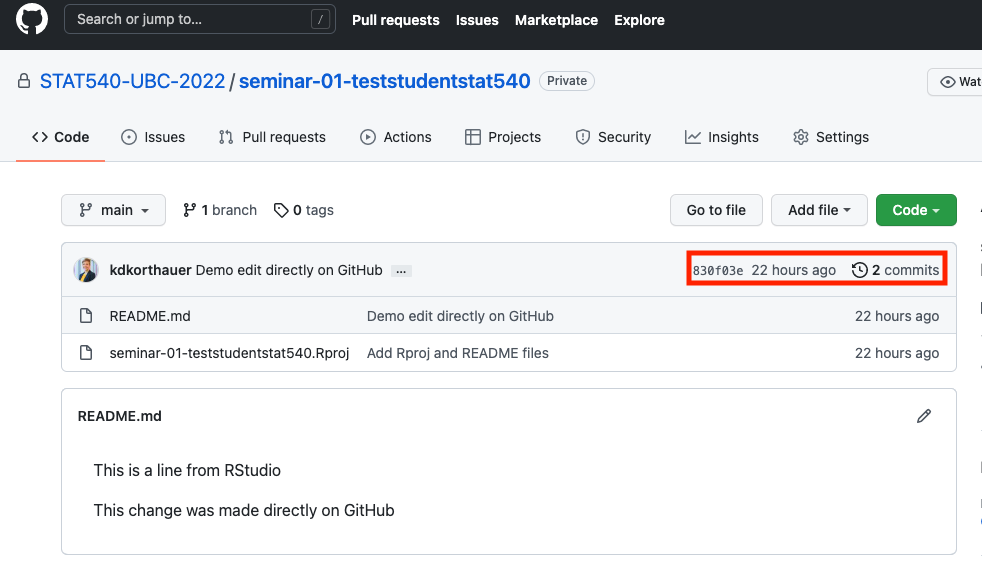 Search or jump to... /
Pull requests Issues Marketplace Explore
STAT540-UBC-2022 / seminar-01-teststudentstat540 Private
Wat
Code Issues Pull requests Actions Projects Security Insights Settings
main 1 branch 0 tags Go to file Add file Code
kdkorthauer Demo edit directly on GitHub ... 830f03e 22 hours ago 2 commits
README.md Demo edit directly on GitHub 22 hours ago
seminar-01-teststudentstat540.Rproj Add Rproj and README files 22 hours ago
README.md
This is a line from RStudio
This change was made directly on GitHub